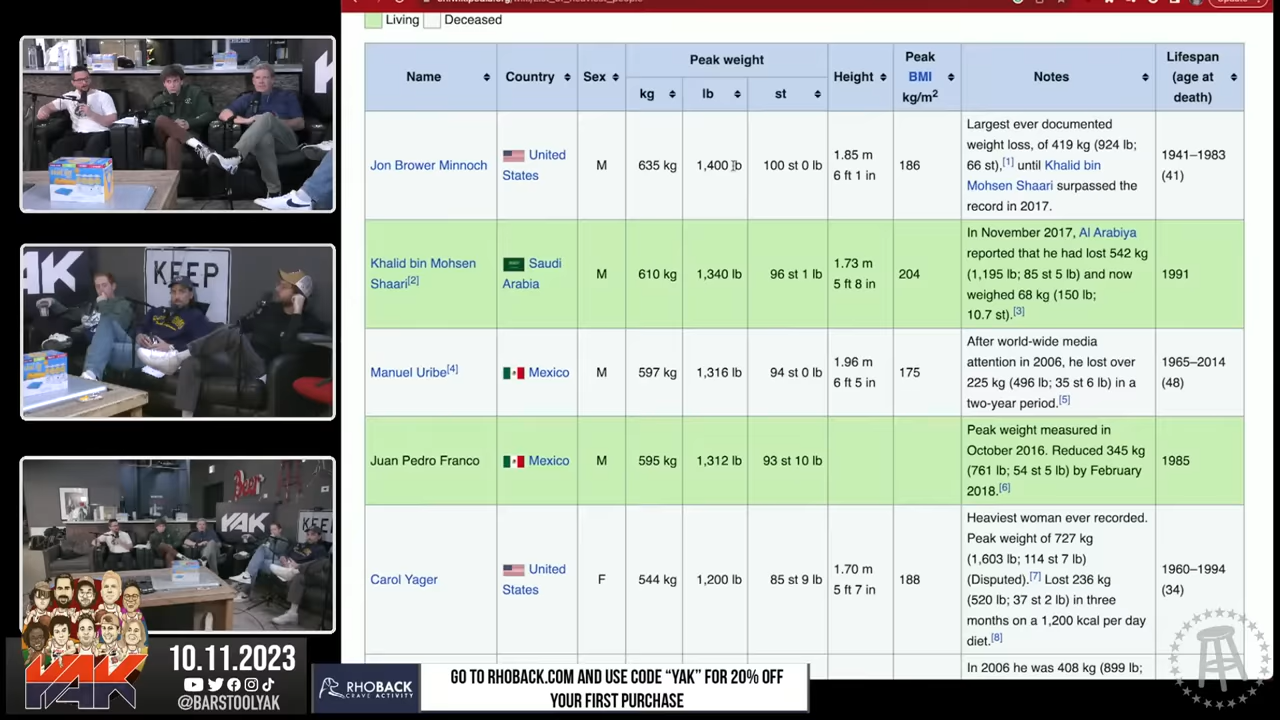 Living Deceased
Name Country Sex Peak weight Height Peak BMI kg/m2 Notes Lifespan (age at death)
kg lb st
Jon Brower Minnoch
United States
M
635 kg
1,400 lb
100 st 0 lb
1.85 m
6 ft 1 in
186
Largest ever documented
weight loss, of 419 kg (924 lb;
66 st),[1] until Khalid bin
Mohsen Shaari surpassed the
record in 2017.
1941–1983
(41)
Khalid bin Mohsen
Shaari[2]
Saudi
Arabia
M
610 kg
1,340 lb
96 st 1 lb
1.73 m
5 ft 8 in
204
In November 2017, Al Arabiya
reported that he had lost 542 kg
(1,195 lb; 85 st 5 lb) and now
weighed 68 kg (150 lb;
10.7 st).[3]
1991
Manuel Uribe[4]
Mexico
M
597 kg
1,316 lb
94 st 0 lb
1.96 m
6 ft 5 in
175
After world-wide media
attention in 2006, he lost over
225 kg (496 lb; 35 st 6 lb) in a
two-year period.[5]
1965–2014
(48)
Juan Pedro Franco
Mexico
M
595 kg
1,312 lb
93 st 10 lb
Peak weight measured in
October 2016. Reduced 345 kg
(761 lb; 54 st 5 lb) by February
2018.[6]
1985
Carol Yager
United
States
F
544 kg
1,200 lb
85 st 9 lb
1.70 m
5 ft 7 in
188
Heaviest woman ever recorded.
Peak weight of 727 kg
(1,603 lb; 114 st 7 lb)
(Disputed).[7] Lost 236 kg
(520 lb; 37 st 2 lb) in three
months on a 1,200 kcal per day
diet.[8]
1960–1994
(34)
In 2006 he was 408 kg (899 lb;
YAK
KEEP
YAK
KEE
YAK
10.11.2023
@BARSTOOLYAK
RHOBACK
CRAVE ACTIVITY
GO TO RHOBACK.COM AND USE CODE “YAK” FOR 20% OFF
YOUR FIRST PURCHASE